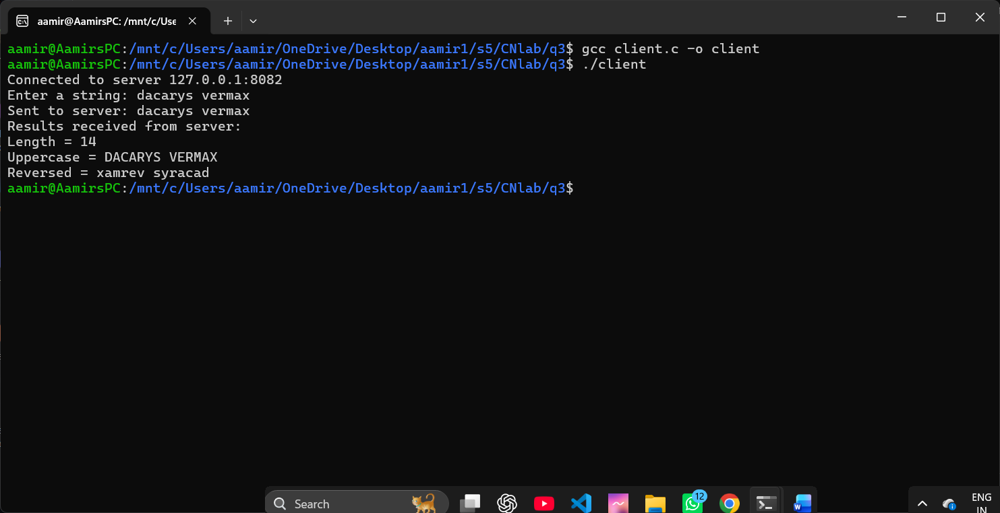 aamir@AamirsPC: /mnt/c/Use
aamir@AamirsPC:/mnt/c/Users/aamir/OneDrive/Desktop/aamir1/s5/CNlab/q3$ gcc client.c -o client
aamir@AamirsPC:/mnt/c/Users/aamir/OneDrive/Desktop/aamir1/s5/CNlab/q3$ ./client
Connected to server 127.0.0.1:8082
Enter a string: dacarys vermax
Sent to server: dacarys vermax
Results received from server:
Length = 14
Uppercase = DACARYS VERMAX
Reversed = xamrev syracad
aamir@AamirsPC:/mnt/c/Users/aamir/OneDrive/Desktop/aamir1/s5/CNlab/q3$
Search
12
ENG
IN